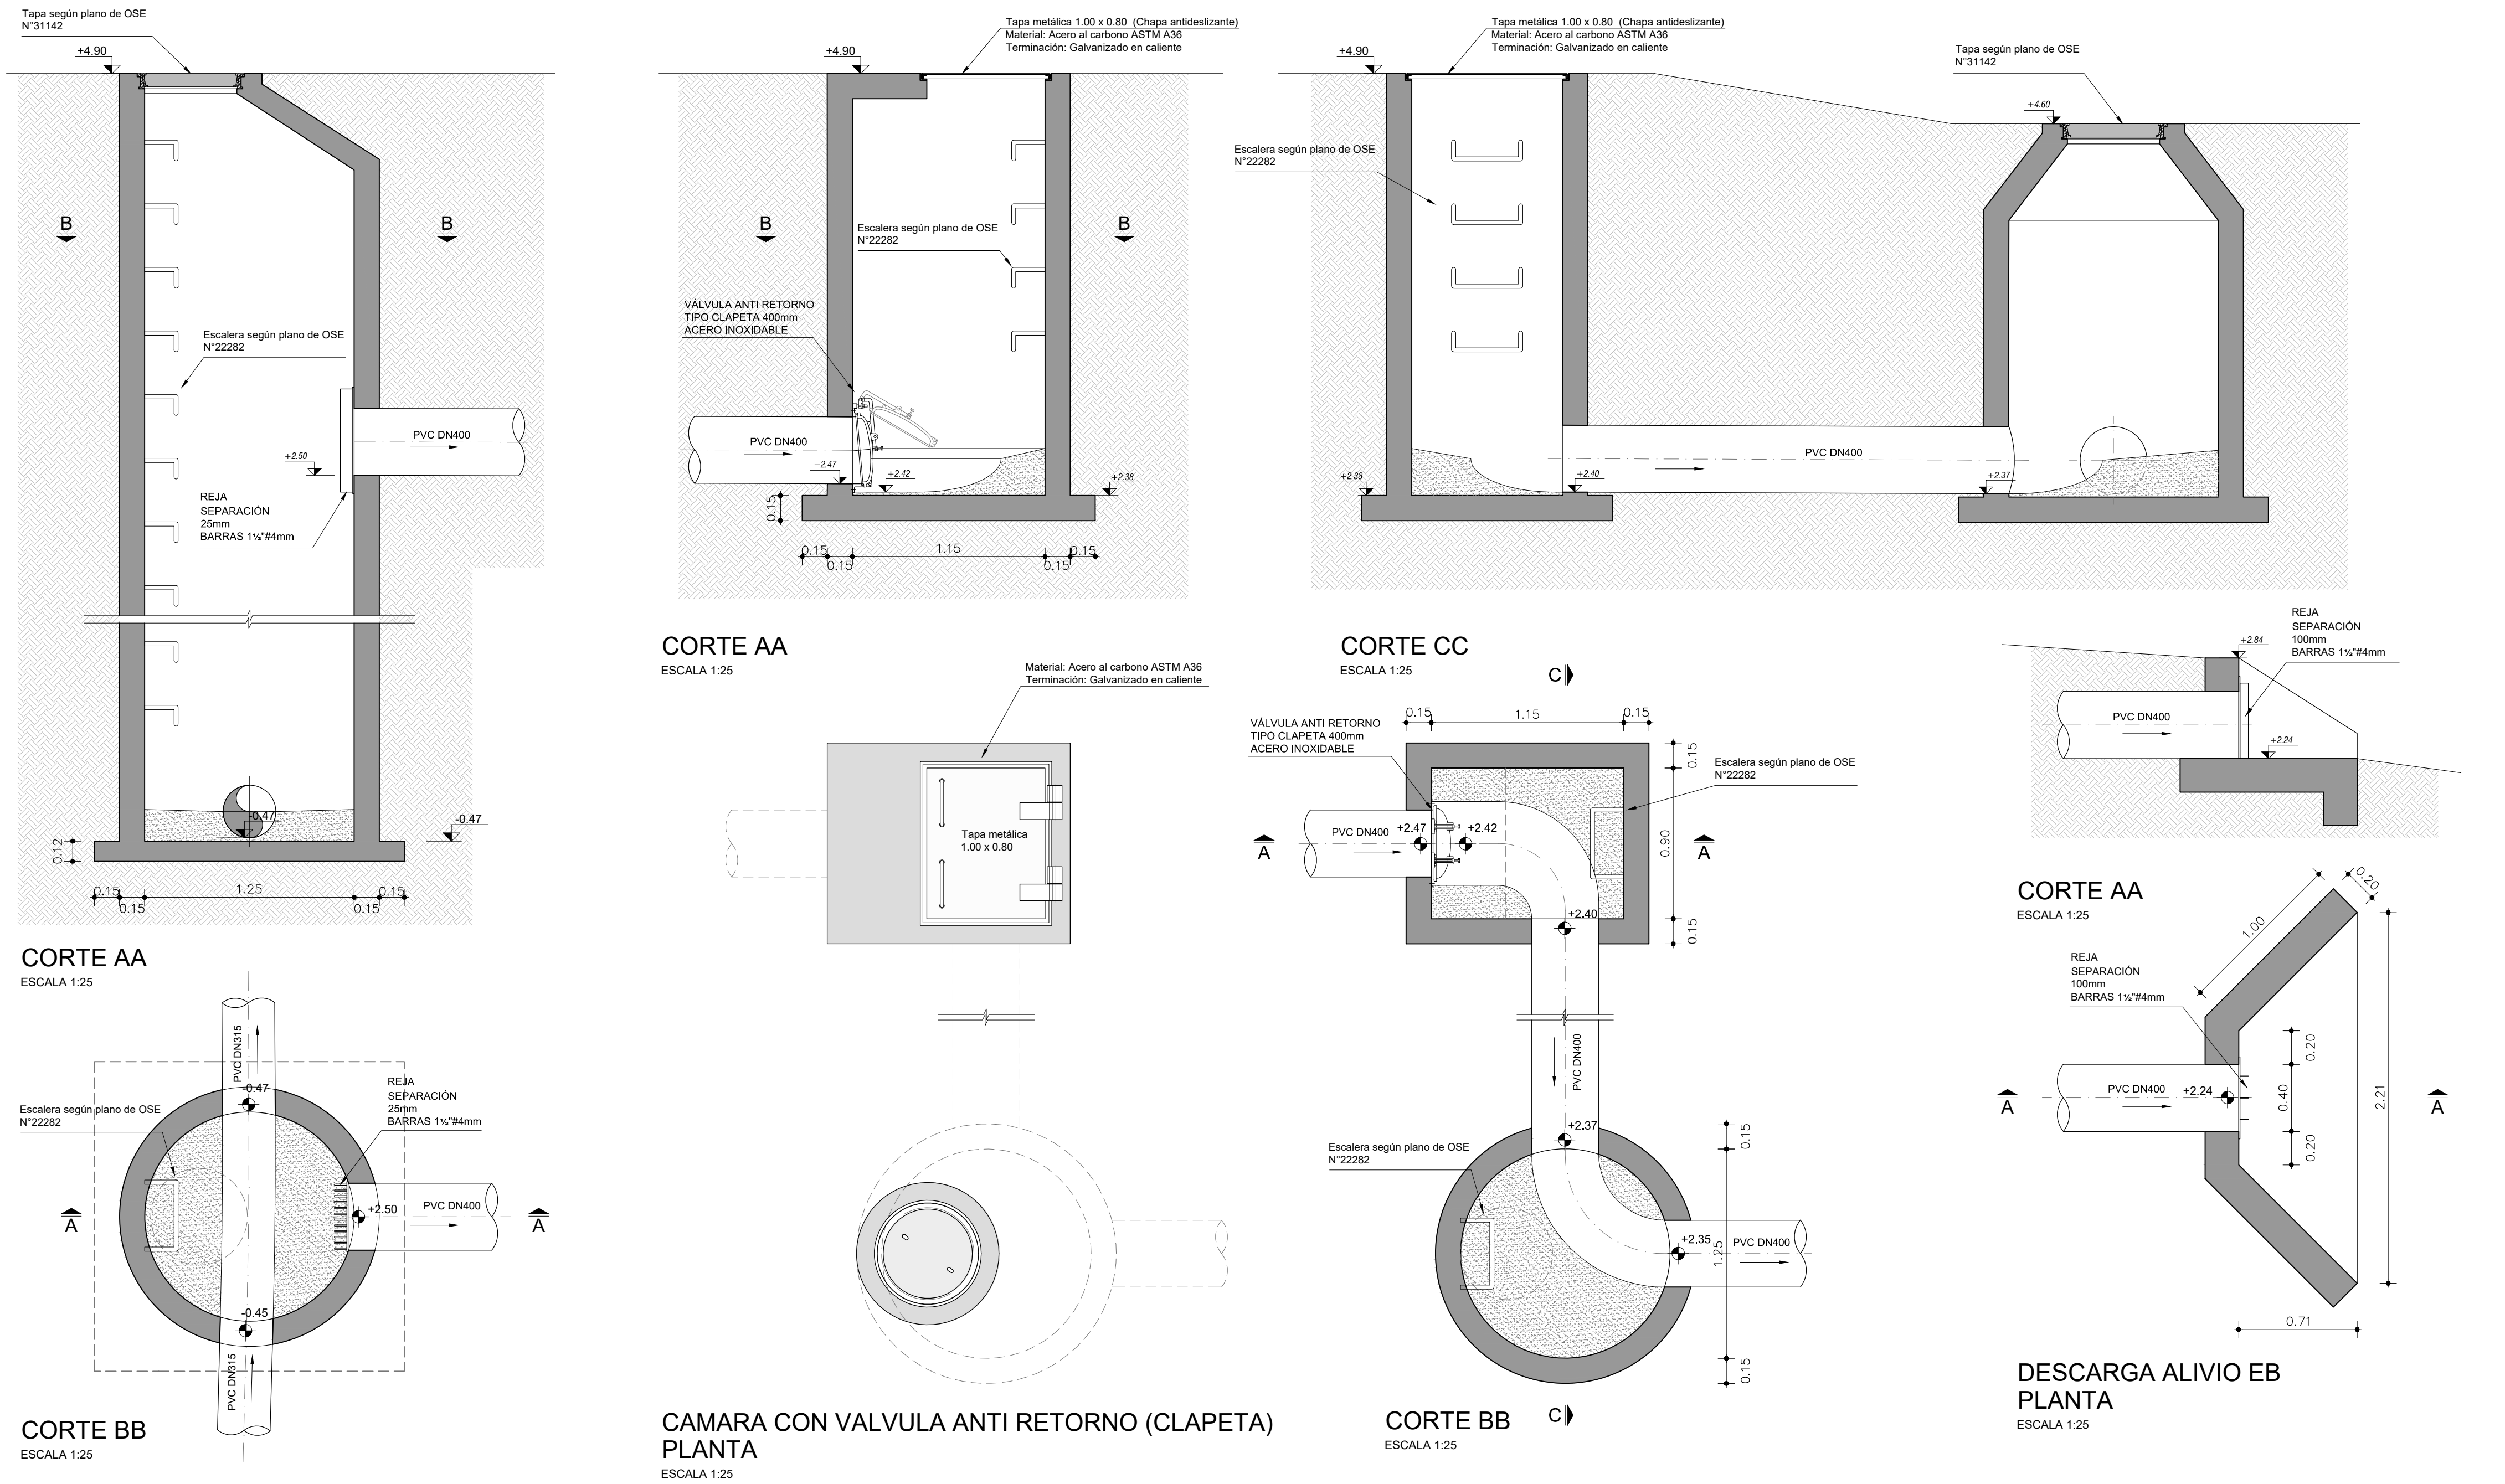 Tapa según plano de OSE
N°31142
+4.90
B
B
Escalera según plano de OSE
N°22282
PVC DN400
+2.50
REJA
SEPARACIÓN
25mm
BARRAS 1½"#4mm
-0.47
-0.47
0.12
0.15
0.15
1.25
0.15
0.15
CORTE AA
ESCALA 1:25
PVC DN315
-0.47
REJA
SEPARACIÓN
25mm
BARRAS 1½"#4mm
Escalera según plano de OSE
N°22282
A
+2.50
PVC DN400
A
-0.45
PVC DN315
CORTE BB
ESCALA 1:25
Tapa metálica 1.00 x 0.80 (Chapa antideslizante)
Material: Acero al carbono ASTM A36
Terminación: Galvanizado en caliente
+4.90
B
B
Escalera según plano de OSE
N°22282
VÁLVULA ANTI RETORNO
TIPO CLAPETA 400mm
ACERO INOXIDABLE
PVC DN400
+2.47
+2.42
+2.38
0.15
0.15
0.15
1.15
0.15
0.15
CORTE AA
ESCALA 1:25
Material: Acero al carbono ASTM A36
Terminación: Galvanizado en caliente
Tapa metálica
1.00 x 0.80
CAMARA CON VALVULA ANTI RETORNO (CLAPETA)
PLANTA
ESCALA 1:25
Tapa metálica 1.00 x 0.80 (Chapa antideslizante)
Material: Acero al carbono ASTM A36
Terminación: Galvanizado en caliente
+4.90
Tapa según plano de OSE
N°31142
+4.60
Escalera según plano de OSE
N°22282
PVC DN400
+2.38
+2.40
+2.37
CORTE CC
ESCALA 1:25
C
0.15
1.15
0.15
VÁLVULA ANTI RETORNO
TIPO CLAPETA 400mm
ACERO INOXIDABLE
0.15
Escalera según plano de OSE
N°22282
A
PVC DN400
+2.47
+2.42
0.90
A
+2.40
0.15
PVC DN400
+2.37
0.15
Escalera según plano de OSE
N°22282
+2.35
1.25
PVC DN400
0.15
CORTE BB
ESCALA 1:25
C
REJA
SEPARACIÓN
100mm
BARRAS 1½"#4mm
+2.84
PVC DN400
+2.24
CORTE AA
ESCALA 1:25
0.20
1.00
REJA
SEPARACIÓN
100mm
BARRAS 1½"#4mm
0.20
A
PVC DN400
+2.24
0.40
2.21
A
0.20
0.71
DESCARGA ALIVIO EB
PLANTA
ESCALA 1:25